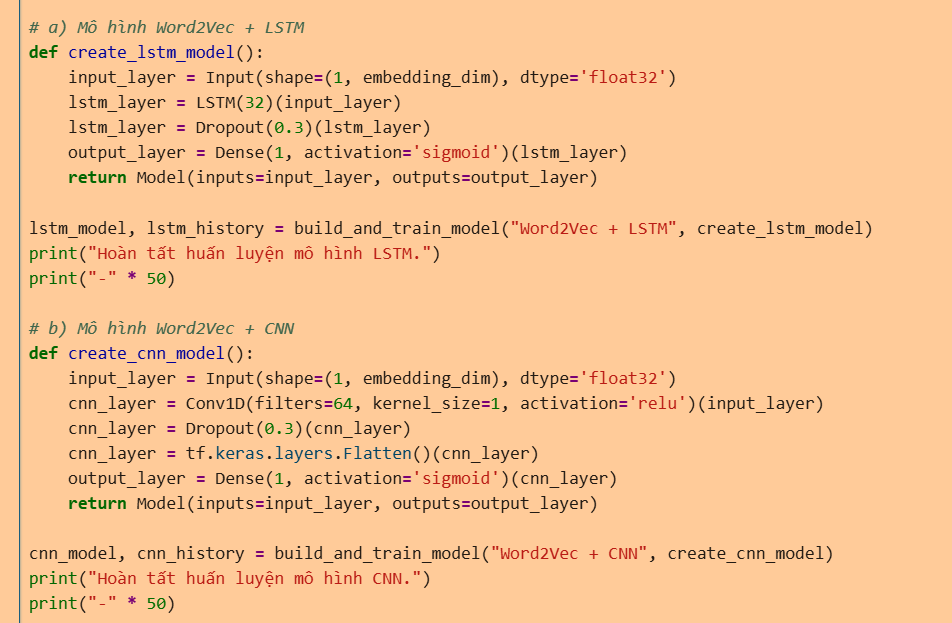 # a) Mô hình Word2Vec + LSTM
def create_lstm_model():
    input_layer = Input(shape=(1, embedding_dim), dtype='float32')
    lstm_layer = LSTM(32)(input_layer)
    lstm_layer = Dropout(0.3)(lstm_layer)
    output_layer = Dense(1, activation='sigmoid')(lstm_layer)
    return Model(inputs=input_layer, outputs=output_layer)

lstm_model, lstm_history = build_and_train_model("Word2Vec + LSTM", create_lstm_model)
print("Hoàn tất huấn luyện mô hình LSTM.")
print("-" * 50)

# b) Mô hình Word2Vec + CNN
def create_cnn_model():
    input_layer = Input(shape=(1, embedding_dim), dtype='float32')
    cnn_layer = Conv1D(filters=64, kernel_size=1, activation='relu')(input_layer)
    cnn_layer = Dropout(0.3)(cnn_layer)
    cnn_layer = tf.keras.layers.Flatten()(cnn_layer)
    output_layer = Dense(1, activation='sigmoid')(cnn_layer)
    return Model(inputs=input_layer, outputs=output_layer)

cnn_model, cnn_history = build_and_train_model("Word2Vec + CNN", create_cnn_model)
print("Hoàn tất huấn luyện mô hình CNN.")
print("-" * 50)